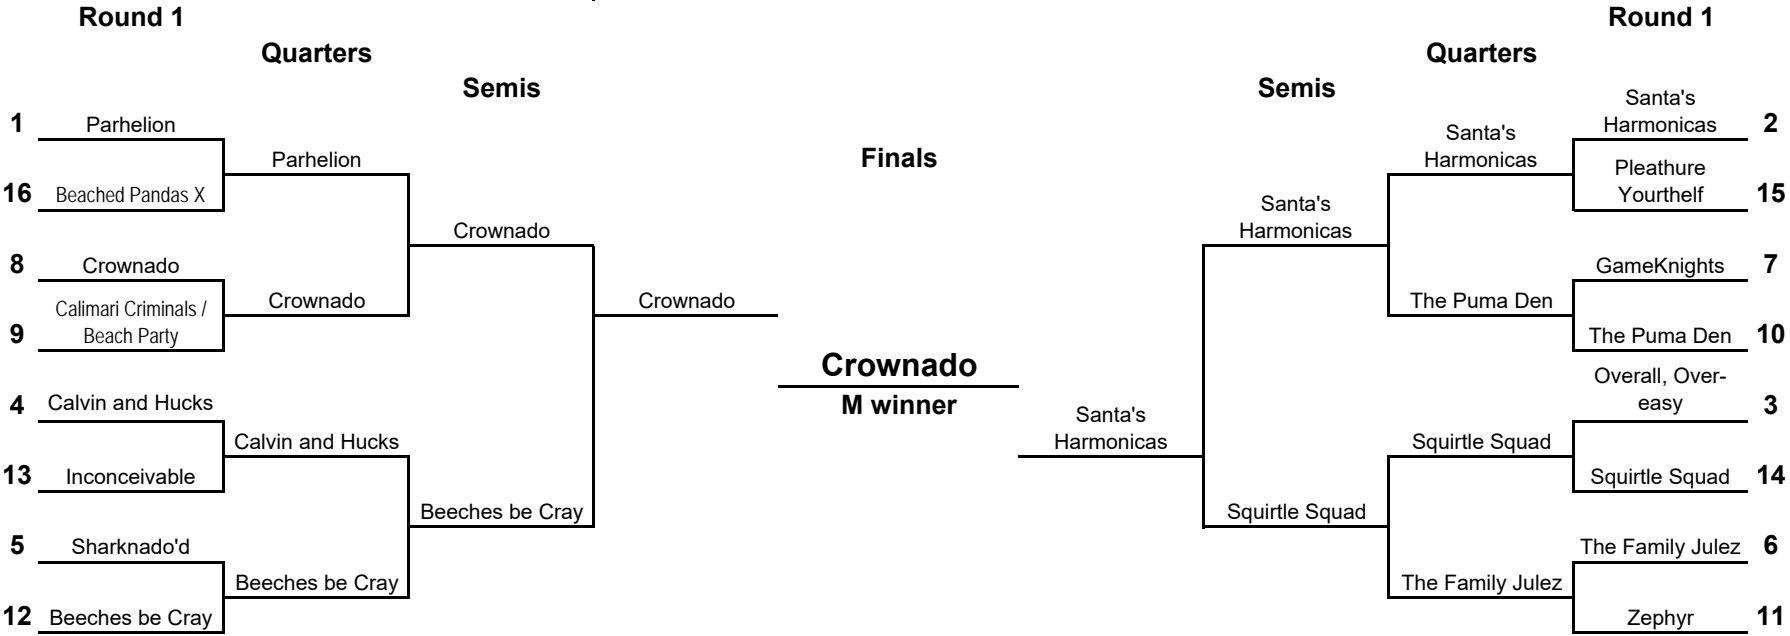 Round 1
Round 1
Quarters
Quarters
Semis
Semis
Finals
1
Parhelion
Parhelion
16
Beached Pandas X
Crownado
8
Crownado
Crownado
Calimari Criminals /
9
Beach Party
Crownado
4
Calvin and Hucks
Calvin and Hucks
13
Inconceivable
Beeches be Cray
5
Sharknado'd
Beeches be Cray
12
Beeches be Cray
Crownado
M winner
Santa's
Harmonicas
2
Santa's
Harmonicas
Pleathure
Yourthelf
15
Santa's
Harmonicas
GameKnights
7
The Puma Den
The Puma Den
10
Santa's
Harmonicas
Overall, Over-
easy
3
Squirtle Squad
Squirtle Squad
14
Squirtle Squad
The Family Julez
6
The Family Julez
Zephyr
11